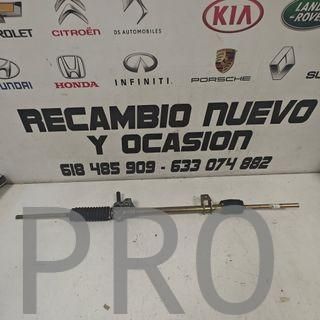 CHEVROLET CITROËN DS AUTOMOBILES KIA LAND ROVER
HYUNDAI HONDA INFINITI PORSCHE
RECAMBIO NUEVO
Y OCASION
618 485 909 - 633 074 882
PRO